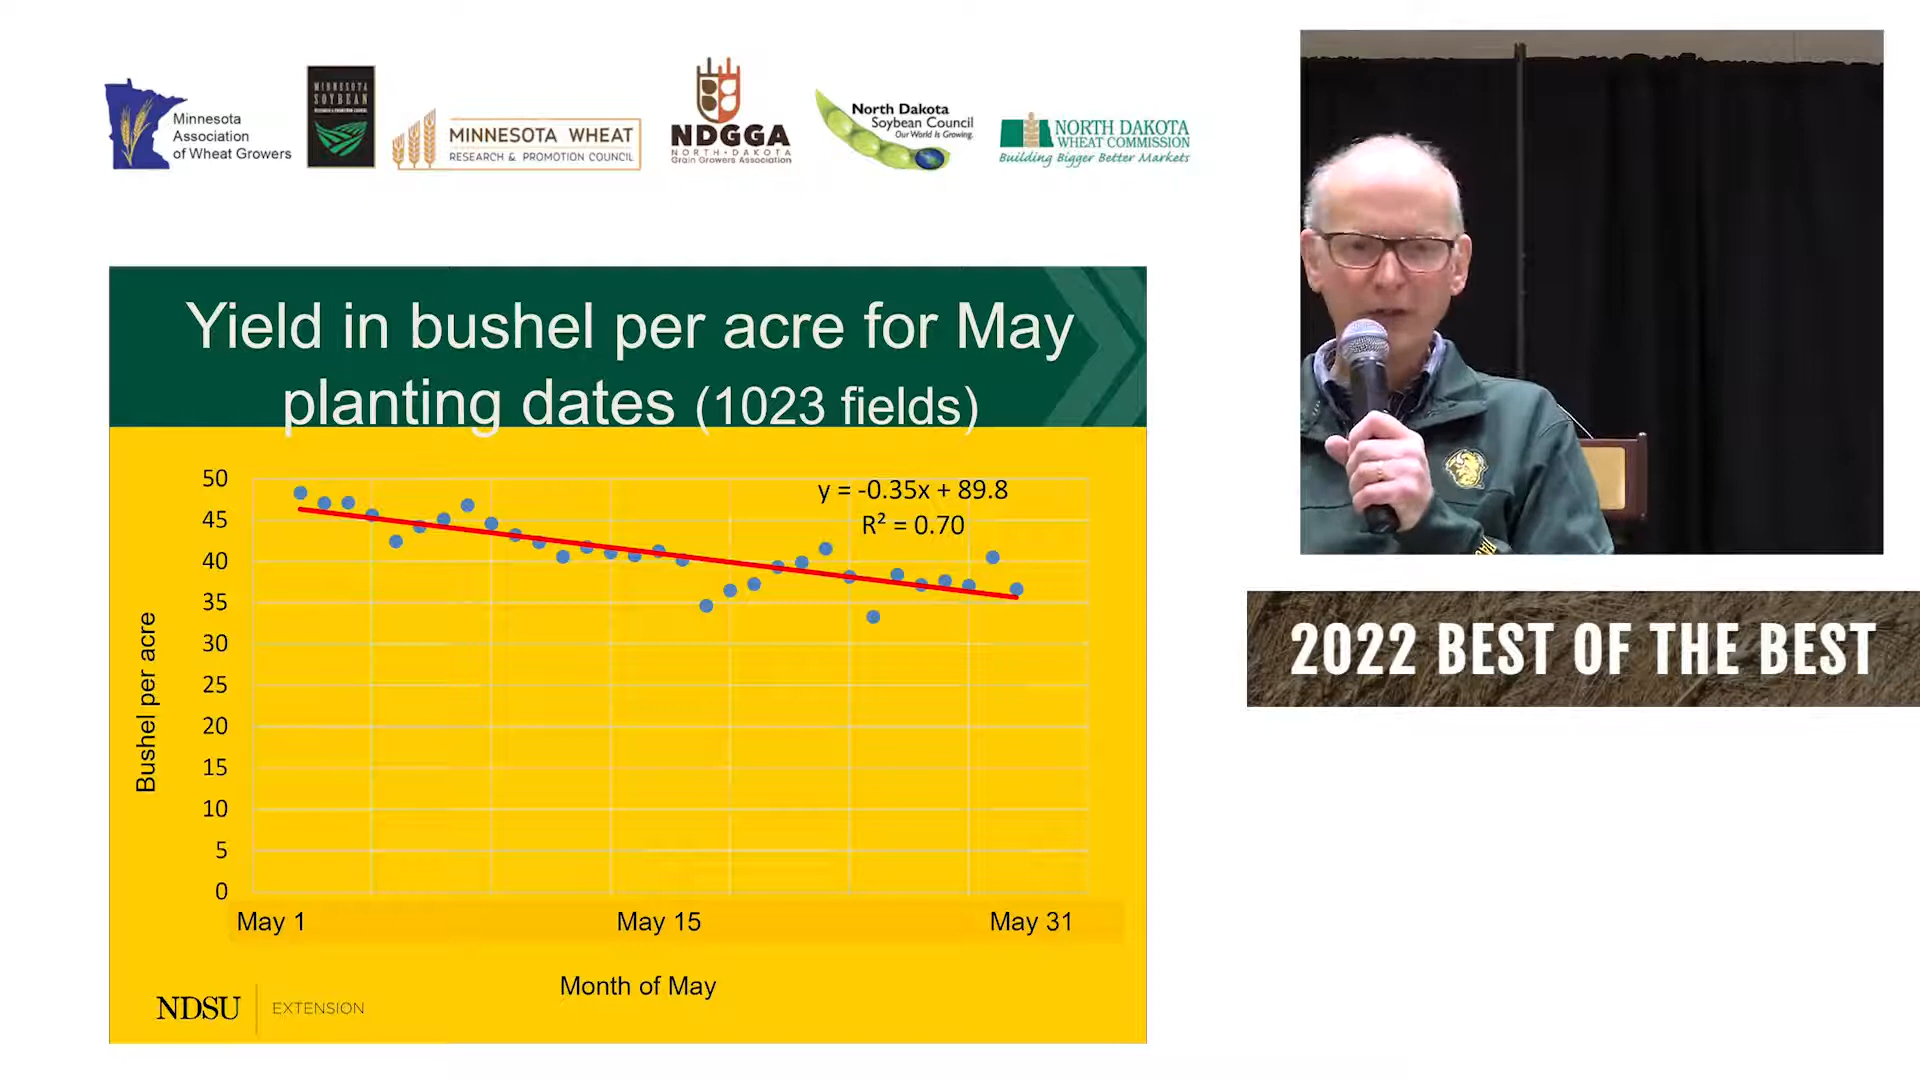 Minnesota
Association
of Wheat Growers
MINNESOTA
SOYBEAN
MINNESOTA WHEAT
RESEARCH & PROMOTION COUNCIL
NDGGA
NORTH • DAKOTA
Grain Growers Association
North Dakota
Soybean Council
Our World Is Growing.
NORTH DAKOTA
WHEAT COMMISSION
Building Bigger Better Markets
Yield in bushel per acre for May
planting dates (1023 fields)
y = -0.35x + 89.8
R² = 0.70
50
45
40
35
30
25
20
15
10
5
0
Bushel per acre
May 1 May 15 May 31
Month of May
NDSU EXTENSION
2022 BEST OF THE BEST